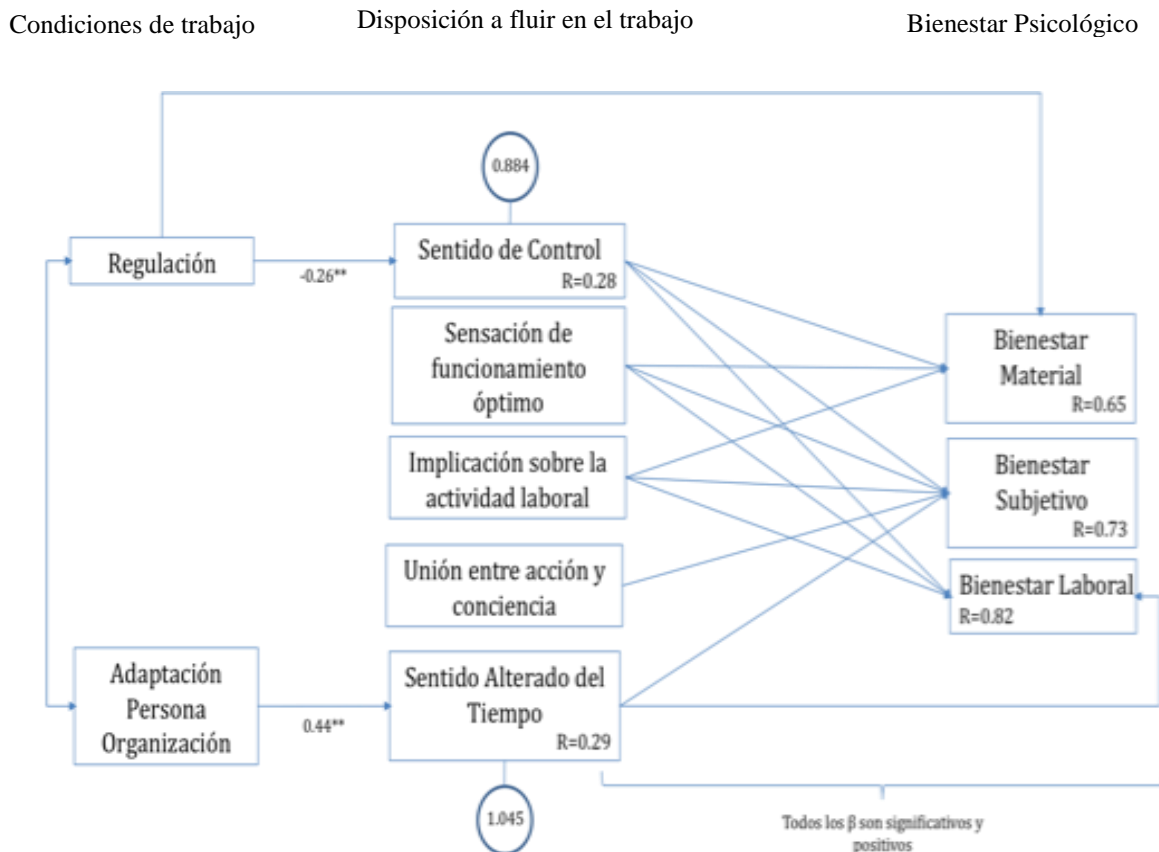 Condiciones de trabajo
Disposición a fluir en el trabajo
Bienestar Psicológico
0.884
Regulación
-0.26**
Sentido de Control
R=0.28
Sensación de
funcionamiento
óptimo
Implicación sobre la
actividad laboral
Unión entre acción y
conciencia
Adaptación
Persona
Organización
0.44**
Sentido Alterado del
Tiempo
R=0.29
1.045
Bienestar
Material
R=0.65
Bienestar
Subjetivo
R=0.73
Bienestar Laboral
R=0.82
Todos los β son significativos y
positivos